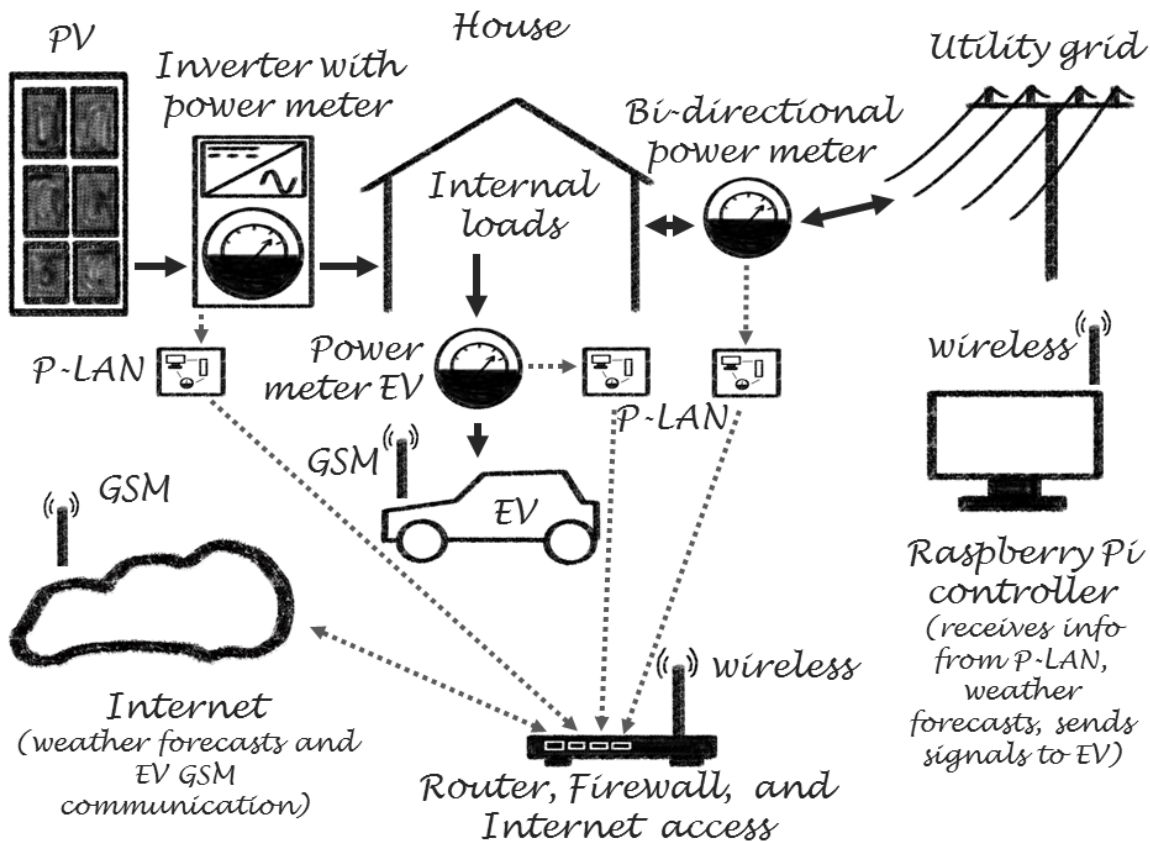 PV
House
Utility grid
Inverter with
power meter
Bi-directional
power meter
Internal
loads
P-LAN
Power
meter EV
P-LAN
wireless
GSM
EV
GSM
Raspberry Pi
controller
(receives info
from P-LAN,
weather
forecasts, sends
signals to EV)
wireless
Internet
(weather forecasts and
EV GSM
communication)
Router, Firewall, and
Internet access